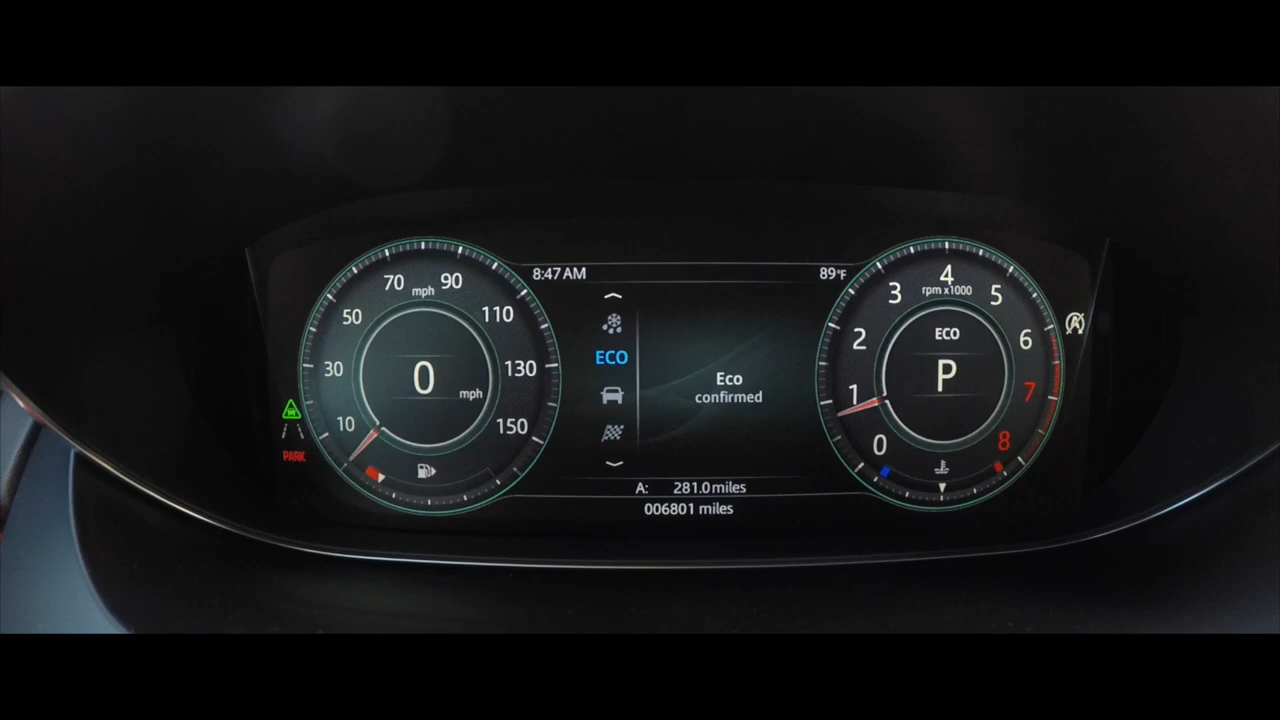 8:47 AM
89°F
70
mph
90
50
110
30
130
10
150
0
mph
PARK
ECO
Eco
confirmed
A: 281.0 miles
006801 miles
4
rpm x1000
3
5
2
6
1
7
0
8
ECO
P
A